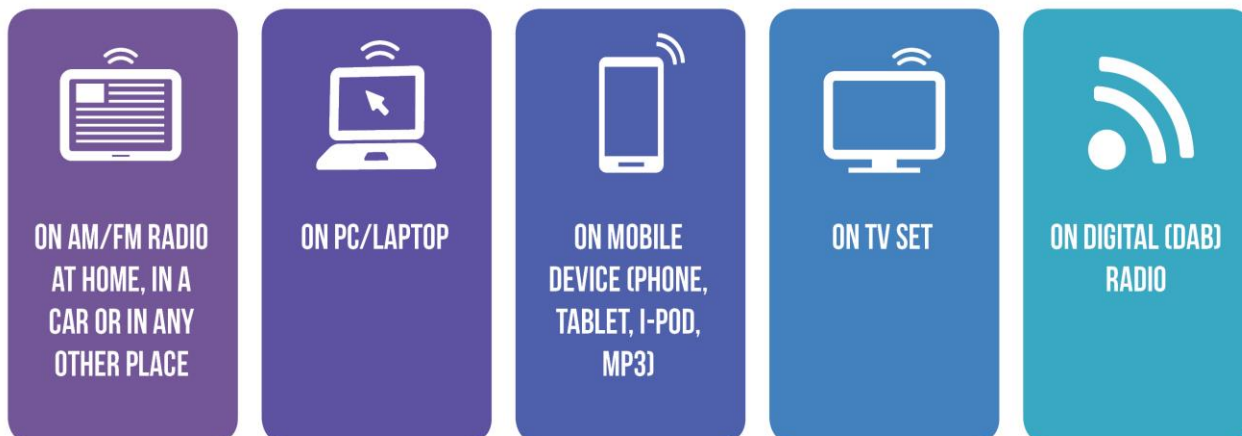 ON AM/FM RADIO
AT HOME, IN A
CAR OR IN ANY
OTHER PLACE
ON PC/LAPTOP
ON MOBILE
DEVICE (PHONE,
TABLET, I-POD,
MP3)
ON TV SET
ON DIGITAL (DAB)
RADIO